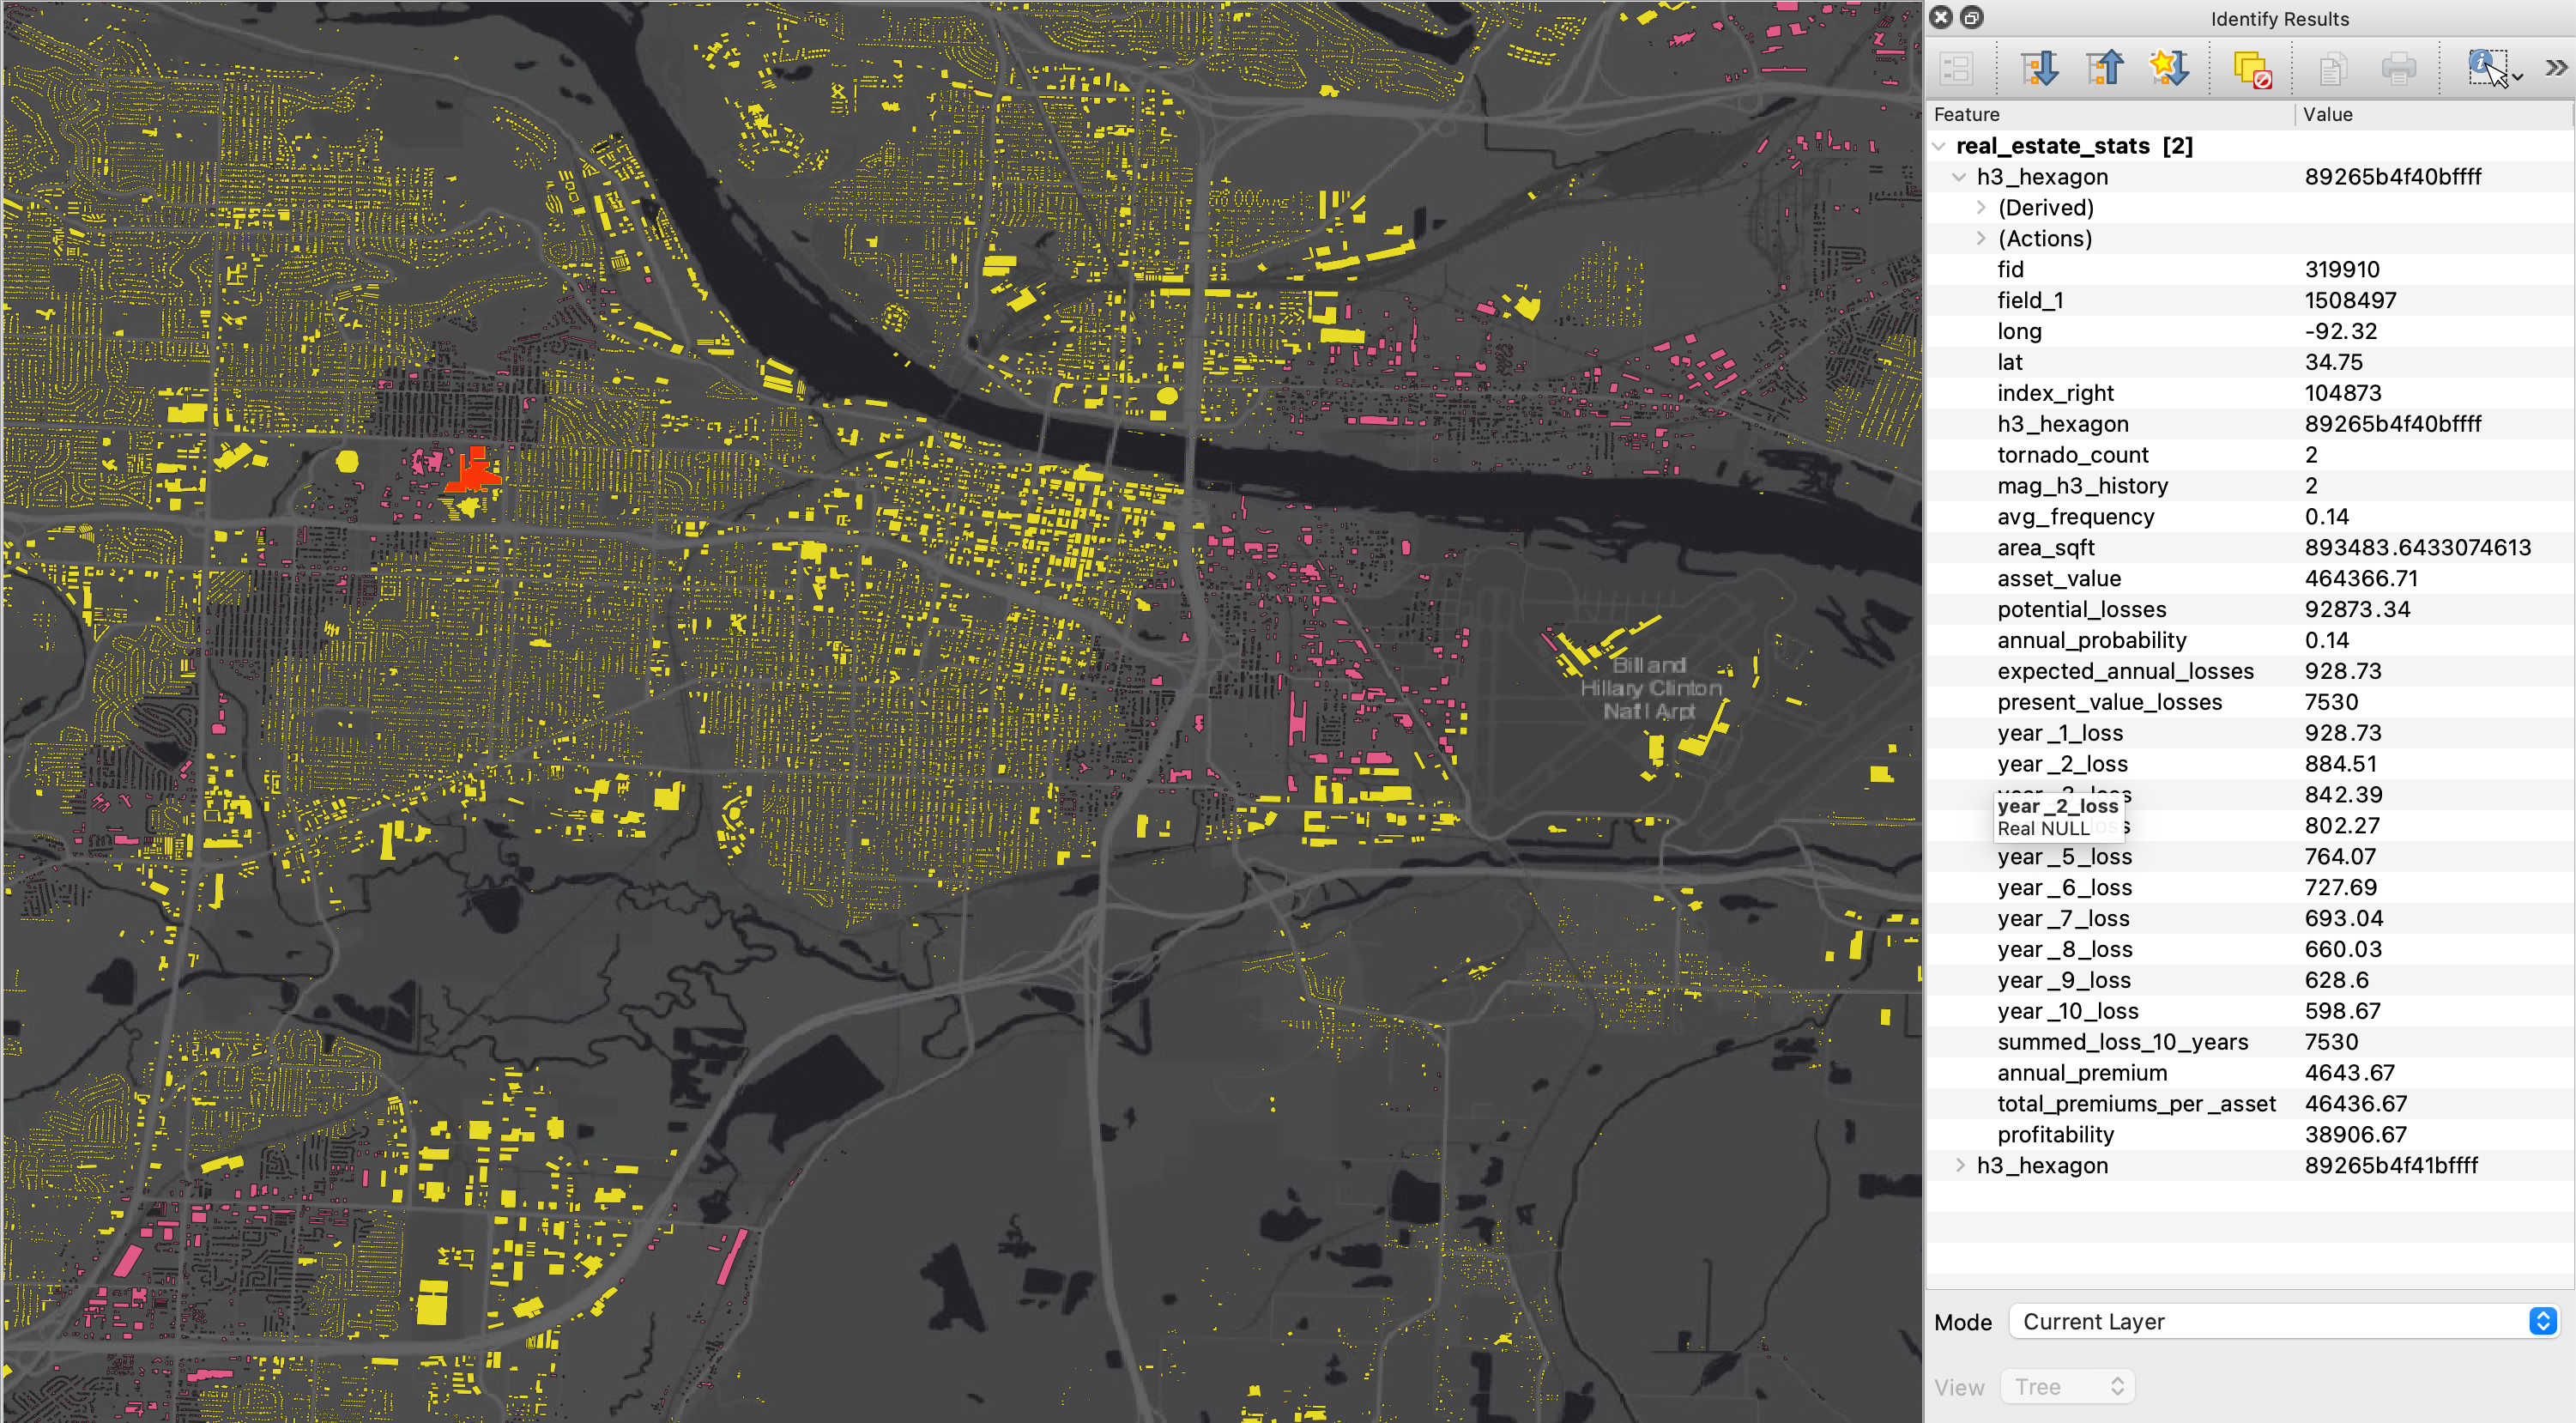 Bill and
Hillary Clinton
Nat'l Arpt
Identify Results
Feature Value
real_estate_stats [2]
h3_hexagon 89265b4f40bffff
(Derived)
(Actions)
fid 319910
field_1 1508497
long -92.32
lat 34.75
index_right 104873
h3_hexagon 89265b4f40bffff
tornado_count 2
mag_h3_history 2
avg_frequency 0.14
area_sqft 893483.6433074613
asset_value 464366.71
potential_losses 92873.34
annual_probability 0.14
expected_annual_losses 928.73
present_value_losses 7530
year_1_loss 928.73
year_2_loss 884.51
842.39
year_2_loss
Real NULL 802.27
year_5_loss 764.07
year_6_loss 727.69
year_7_loss 693.04
year_8_loss 660.03
year_9_loss 628.6
year_10_loss 598.67
summed_loss_10_years 7530
annual_premium 4643.67
total_premiums_per_asset 46436.67
profitability 38906.67
h3_hexagon 89265b4f41bffff
Mode Current Layer
View Tree